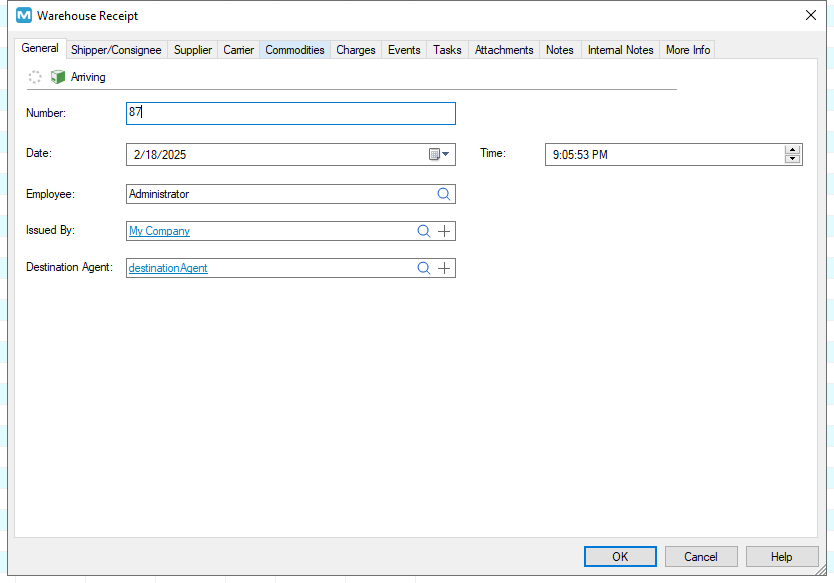 M Warehouse Receipt
General Shipper/Consignee Supplier Carrier Commodities Charges Events Tasks Attachments Notes Internal Notes More Info
Arriving
Number: 87
Date: 2/18/2025 Time: 9:05:53 PM
Employee: Administrator
Issued By: My Company
Destination Agent: destinationAgent
OK Cancel Help